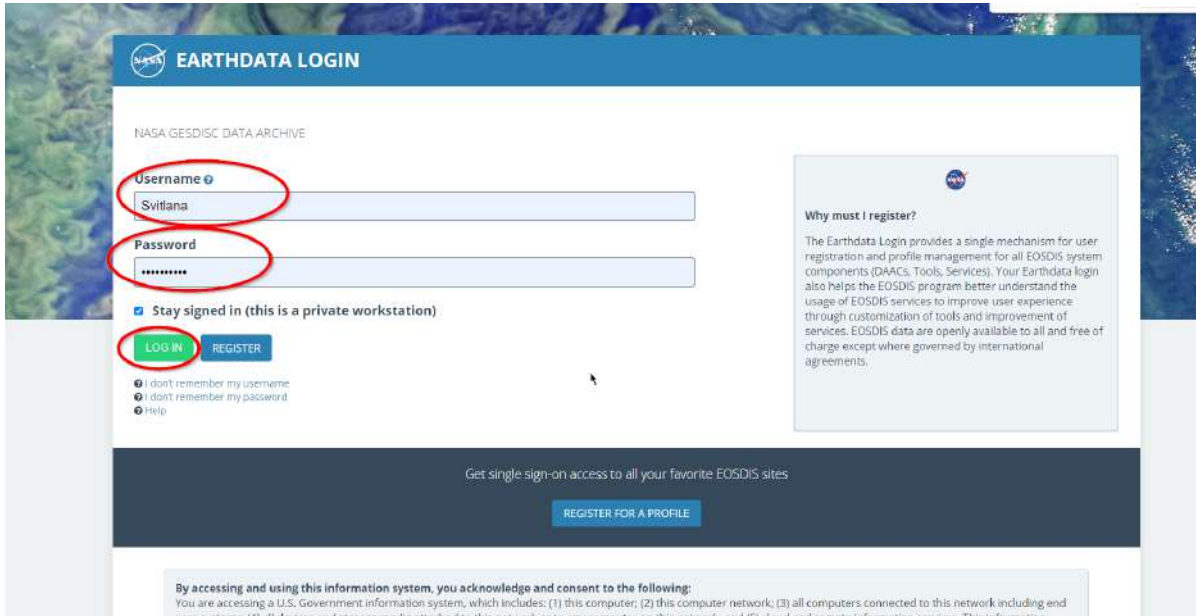 NASA
EARTHDATA LOGIN
NASA GESDISC DATA ARCHIVE
Username
Svitlana
Password
••••••••••
Stay signed in (this is a private workstation)
LOG IN
REGISTER
I don't remember my username
I don't remember my password
Help
NASA
Why must I register?
The Earthdata Login provides a single mechanism for user
registration and profile management for all EOSDIS system
components (DAACs, Tools, Services). Your Earthdata login
also helps the EOSDIS program better understand the
usage of EOSDIS services to improve user experience
through customization of tools and improvement of
services. EOSDIS data are openly available to all and free of
charge except where governed by international
agreements.
Get single sign-on access to all your favorite EOSDIS sites
REGISTER FOR A PROFILE
By accessing and using this information system, you acknowledge and consent to the following:
You are accessing a U.S. Government information system, which includes: (1) this computer; (2) this computer network; (3) all computers connected to this network including end